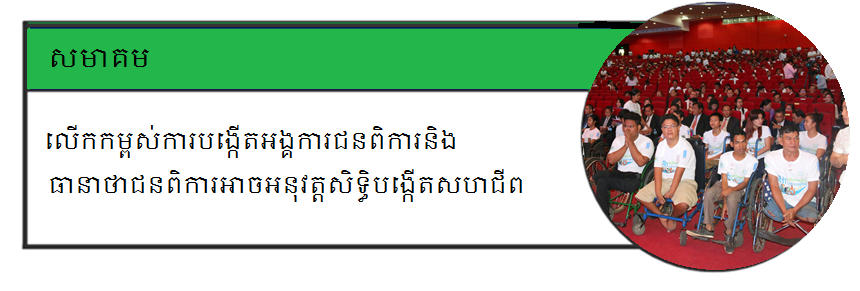 សមាគម
លើកកម្ពស់ការបង្កើតអង្គការជនពិការនិង
ធានាថាជនពិការអាចអនុវត្តសិទ្ធិបង្កើតសហជីព